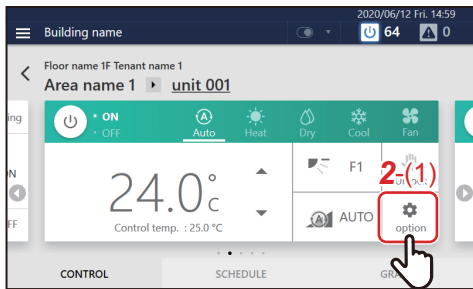 2020/06/12 Fri. 14:59
Building name
64
0
Floor name 1F Tenant name 1
Area name 1 unit 001
ing
ON
OFF
Auto
Heat
Dry
Cool
Fan
24.0°c
Control temp. : 25.0 °C
F1
2-(1)
AUTO
option
FF
CONTROL
SCHEDULE